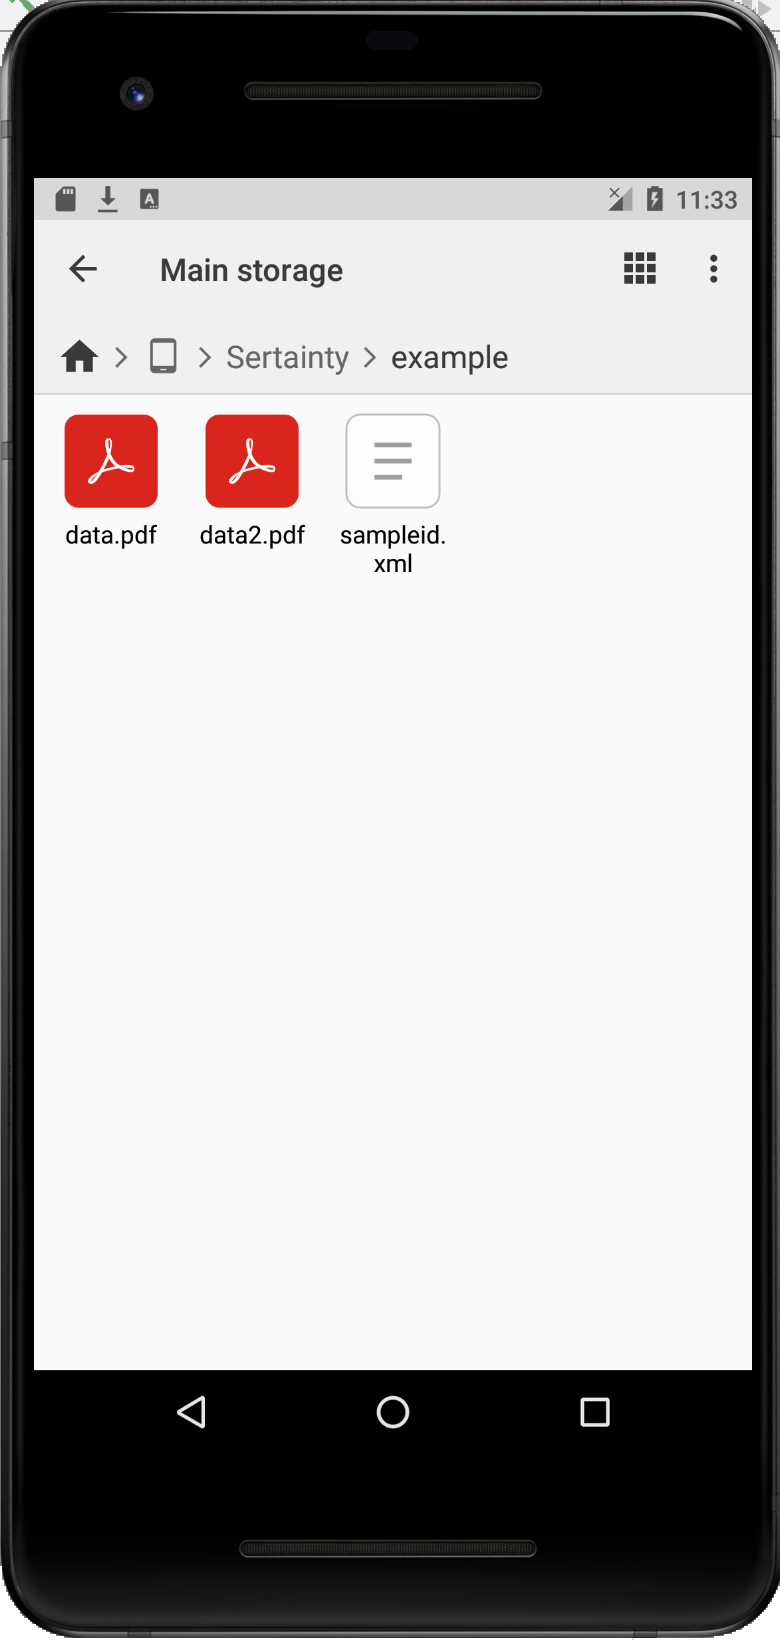 11:33
Main storage
Sertainty > example
data.pdf data2.pdf sampleid.
xml